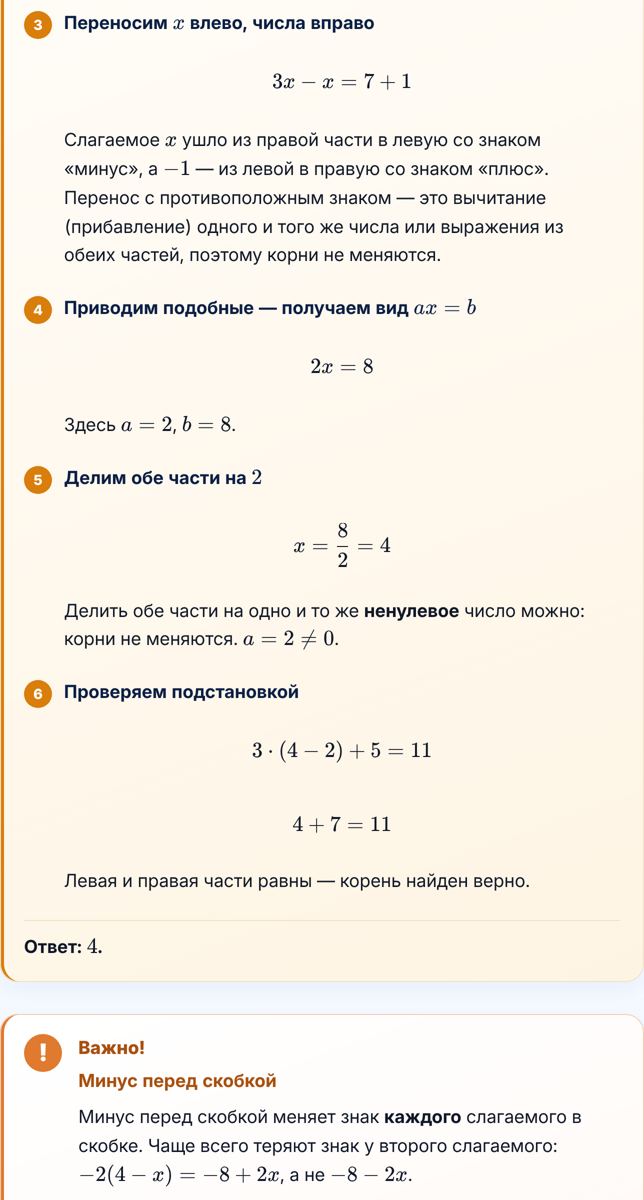 3 Переносим x влево, числа вправо
3x − x = 7 + 1
Слагаемое x ушло из правой части в левую со знаком
«минус», а −1 — из левой в правую со знаком «плюс».
Перенос с противоположным знаком — это вычитание
(прибавление) одного и того же числа или выражения из
обеих частей, поэтому корни не меняются.
4 Приводим подобные — получаем вид ax = b
2x = 8
Здесь a = 2, b = 8.
5 Делим обе части на 2
x = 8/2 = 4
Делить обе части на одно и то же ненулевое число можно:
корни не меняются. a = 2 ≠ 0.
6 Проверяем подстановкой
3 · (4 − 2) + 5 = 11
4 + 7 = 11
Левая и правая части равны — корень найден верно.
Ответ: 4.
! Важно!
Минус перед скобкой
Минус перед скобкой меняет знак каждого слагаемого в
скобке. Чаще всего теряют знак у второго слагаемого:
−2(4 − x) = −8 + 2x, а не −8 − 2x.